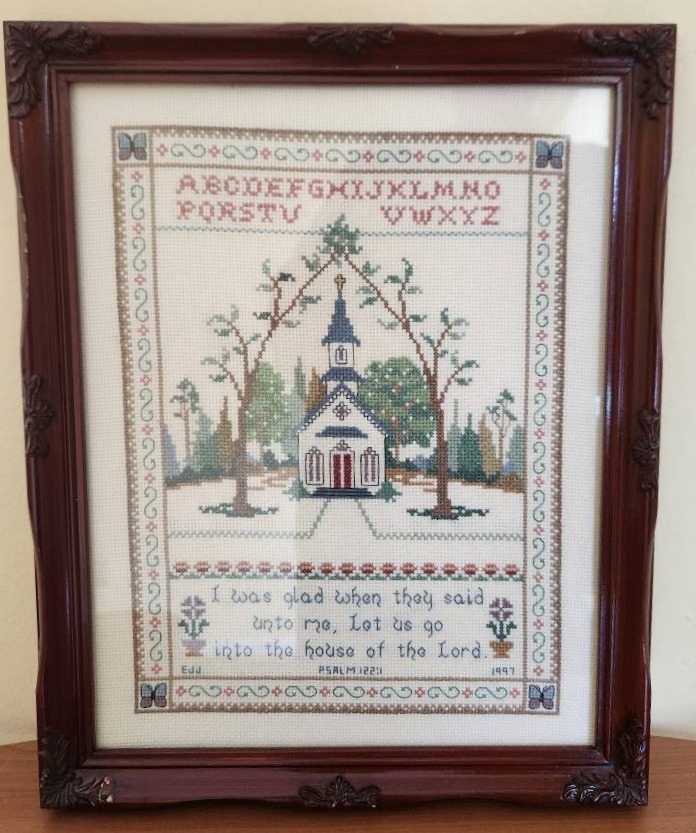 ABCDEFGHIJKLMNO
PQRSTU VWXYZ
I was glad when they said
unto me, Let us go
into the house of the Lord.
EJJ PSALM 122:1 1997